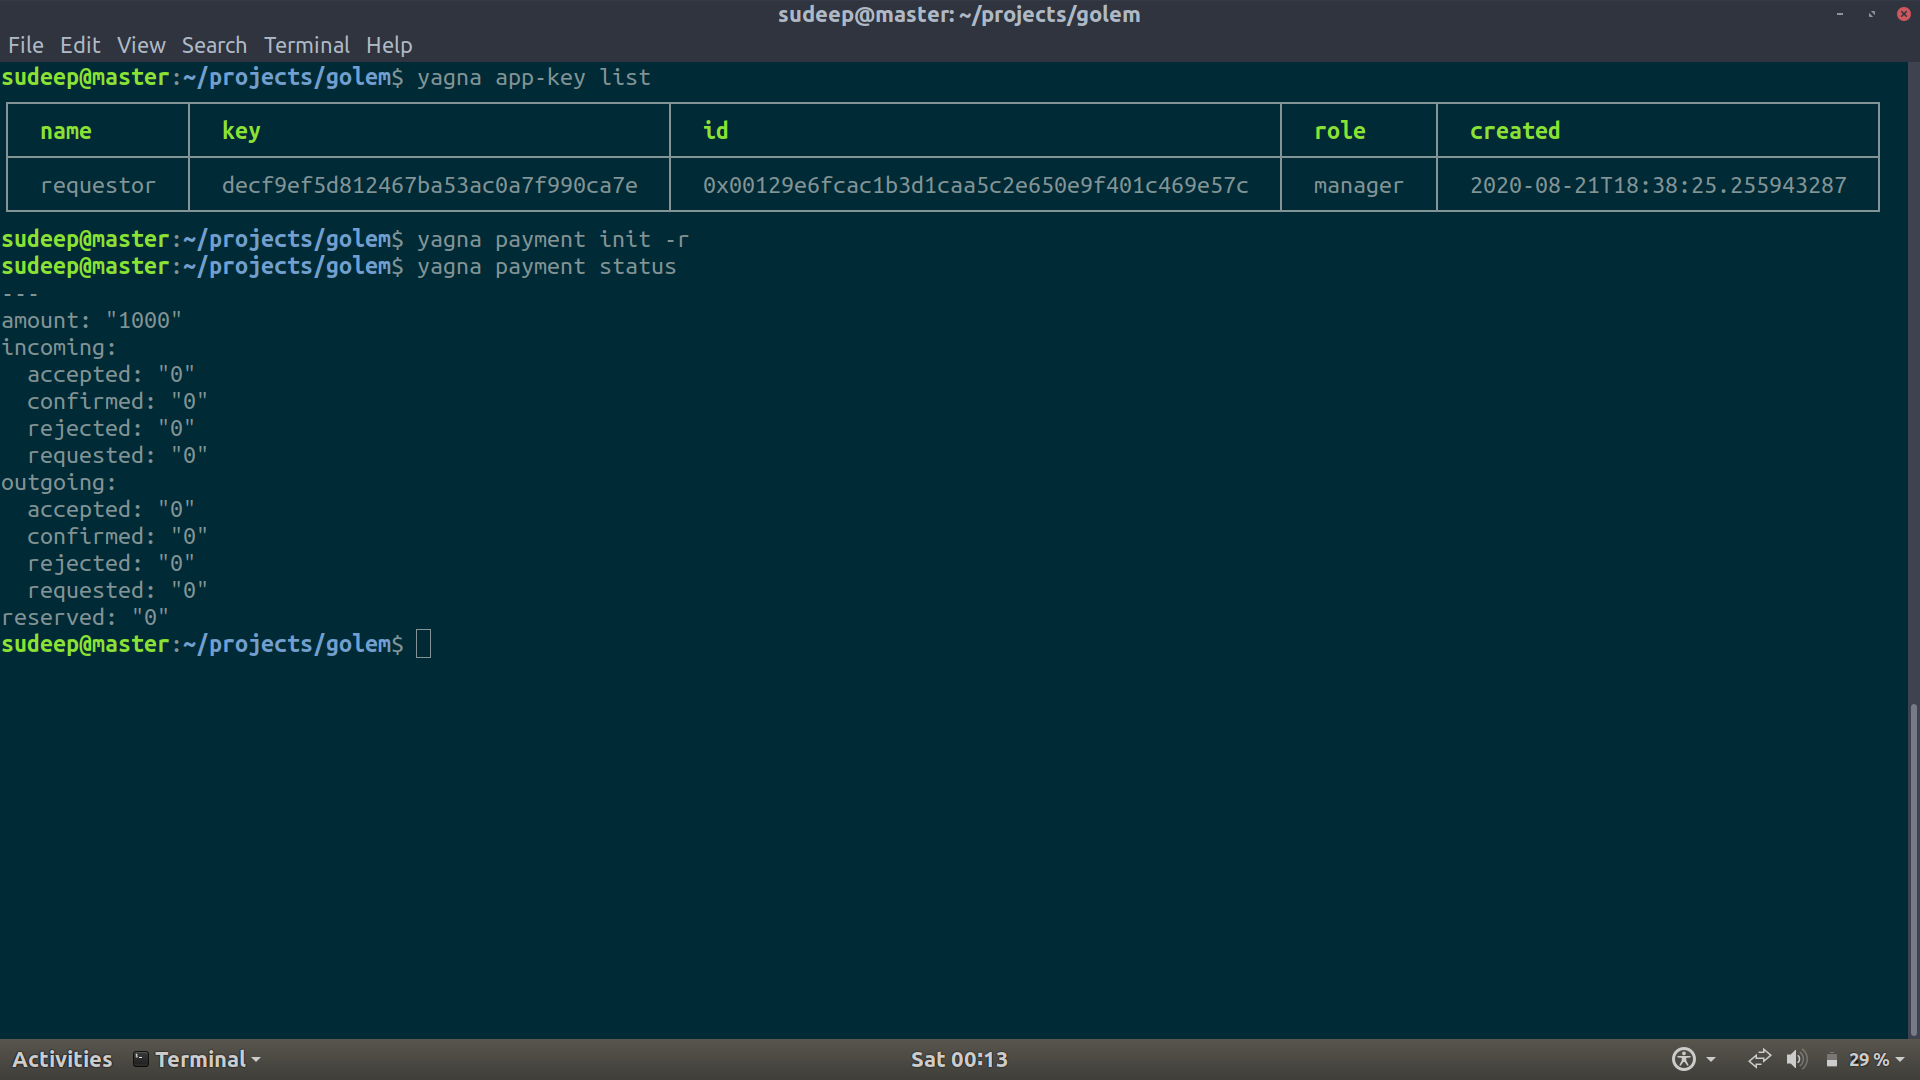 sudeep@master: ~/projects/golem
File Edit View Search Terminal Help
sudeep@master:~/projects/golem$ yagna app-key list
name key id role created
requestor decf9ef5d812467ba53ac0a7f990ca7e 0x00129e6fcac1b3d1caa5c2e650e9f401c469e57c manager 2020-08-21T18:38:25.255943287
sudeep@master:~/projects/golem$ yagna payment init -r
sudeep@master:~/projects/golem$ yagna payment status
---
amount: "1000"
incoming:
  accepted: "0"
  confirmed: "0"
  rejected: "0"
  requested: "0"
outgoing:
  accepted: "0"
  confirmed: "0"
  rejected: "0"
  requested: "0"
reserved: "0"
sudeep@master:~/projects/golem$
Activities Terminal Sat 00:13 29 %